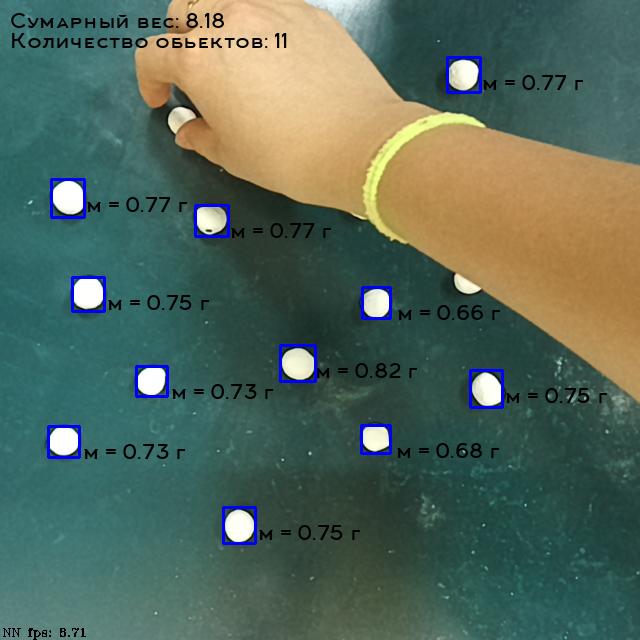 Сумарный вес: 8.18
Количество обьектов: 11
м = 0.77 г
м = 0.77 г
м = 0.77 г
м = 0.75 г
м = 0.66 г
м = 0.82 г
м = 0.73 г
м = 0.75 г
м = 0.73 г
м = 0.68 г
м = 0.75 г
NN fps: 8.71